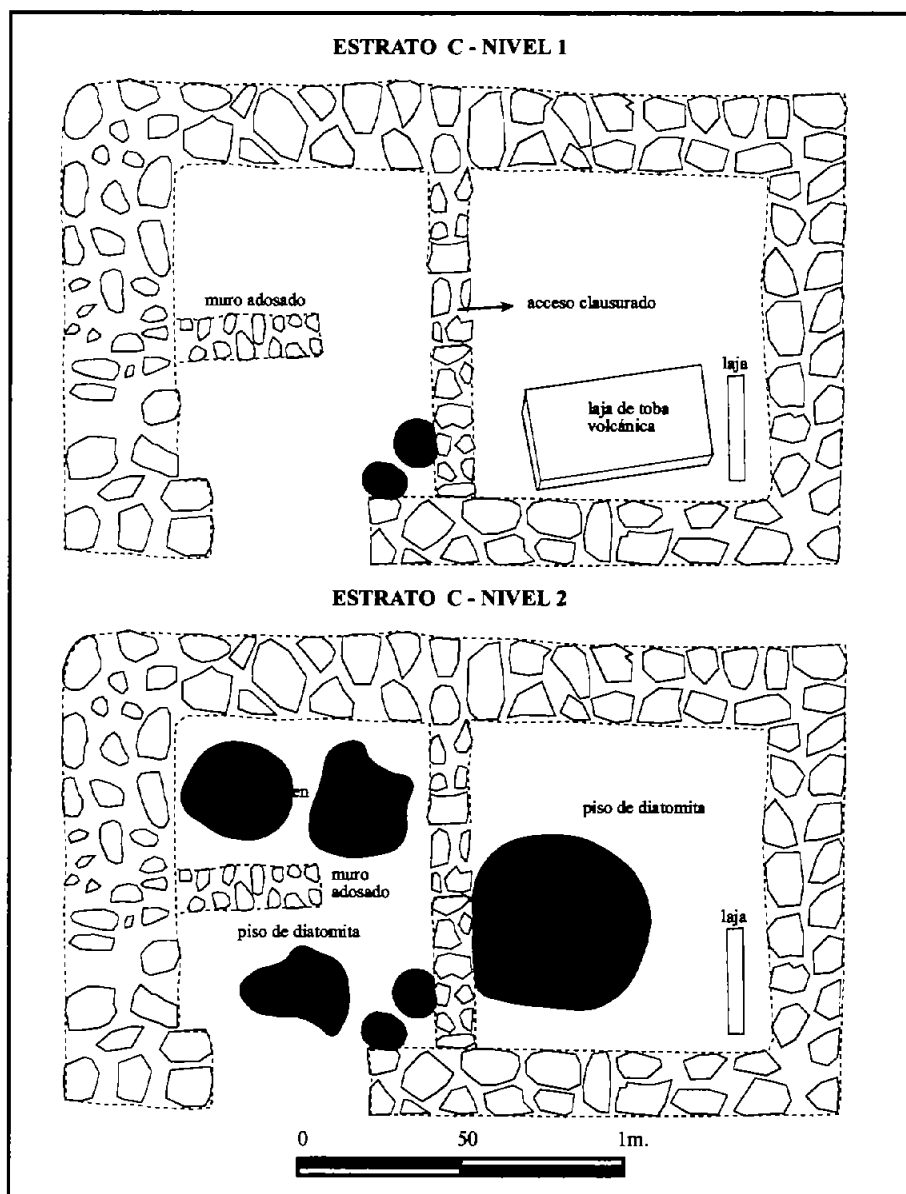 ESTRATO C - NIVEL 1
muro adosado
acceso clausurado
laja
laja de toba
volcánica
ESTRATO C - NIVEL 2
en
piso de diatomita
muro
adosado
laja
piso de diatomita
0 50 1m.